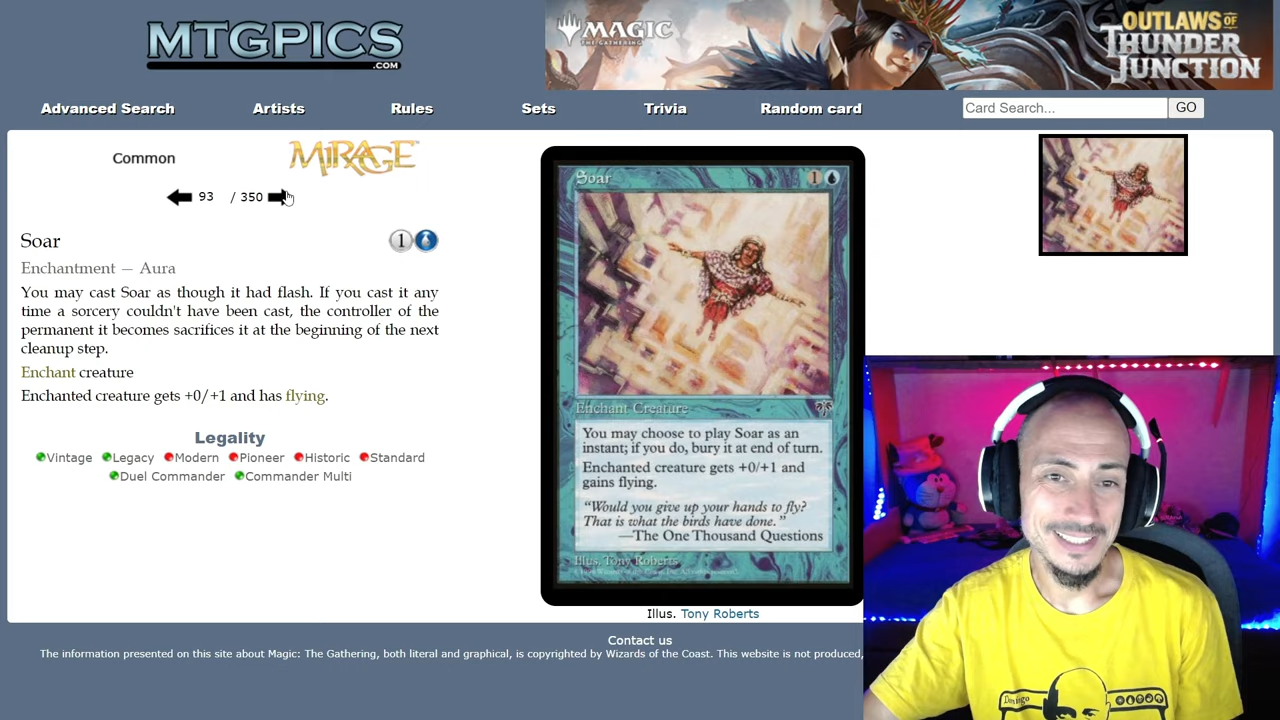 MTGPICS
.COM
MAGIC
THE GATHERING
OUTLAWS OF
THUNDER
JUNCTION
Advanced Search Artists Rules Sets Trivia Random card Card Search... GO
Common MIRAGE
93 / 350
Soar 1
Enchantment — Aura
You may cast Soar as though it had flash. If you cast it any
time a sorcery couldn't have been cast, the controller of the
permanent it becomes sacrifices it at the beginning of the next
cleanup step.
Enchant creature
Enchanted creature gets +0/+1 and has flying.
Legality
Vintage Legacy Modern Pioneer Historic Standard
Duel Commander Commander Multi
Soar 1
Enchant Creature
You may choose to play Soar as an
instant; if you do, bury it at end of turn.
Enchanted creature gets +0/+1 and
gains flying.
“Would you give up your hands to fly?
That is what the birds have done.”
—The One Thousand Questions
Illus. Tony Roberts
Illus. Tony Roberts
Contact us
The information presented on this site about Magic: The Gathering, both literal and graphical, is copyrighted by Wizards of the Coast. This website is not produced,